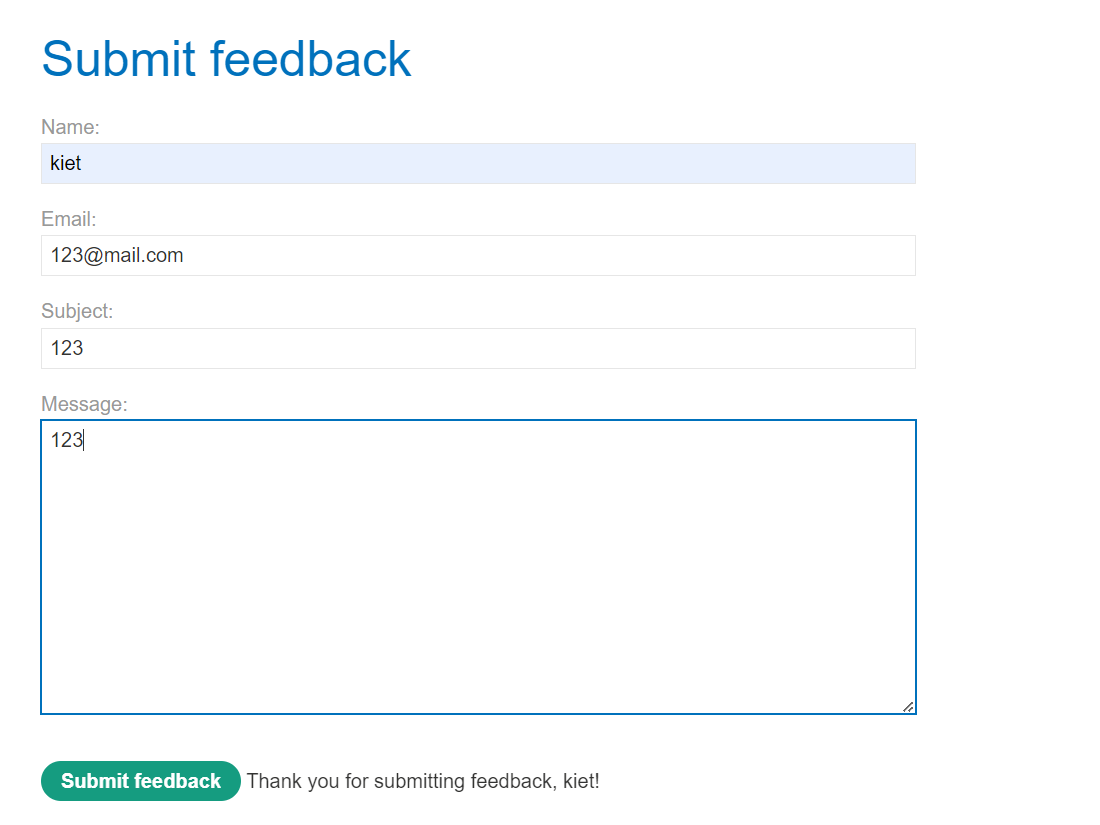 Submit feedback
Name:
kiet
Email:
123@mail.com
Subject:
123
Message:
123
Submit feedback Thank you for submitting feedback, kiet!